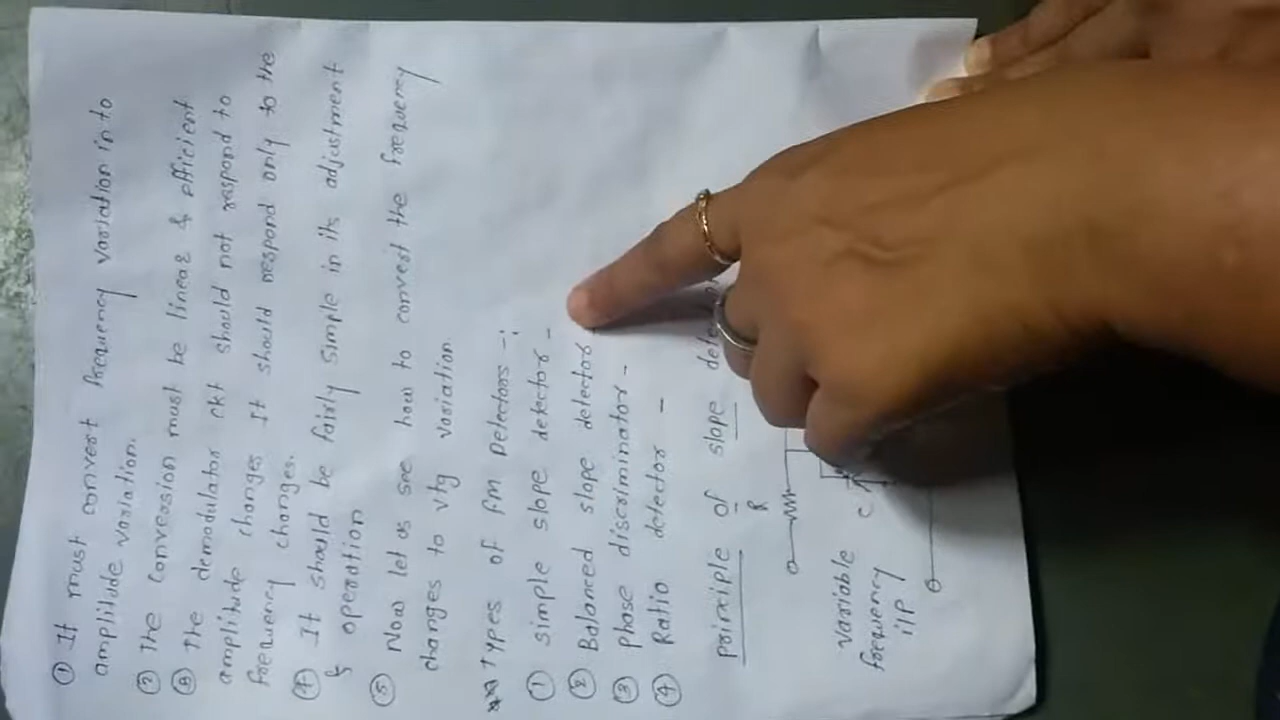 ① It must convert frequency variation in to
amplitude variation.
② The conversion must be linear & efficient
③ The demodulator ckt should not respond to
amplitude changes It should respond only to the
frequency changes.
④ It should be fairly simple in its adjustment
& operation
⑤ Now let us see how to convert the frequency
changes to vtg variation.
** Types of FM Detectors :-
① simple slope detector -
② Balanced slope detector
③ phase discriminator -
④ Ratio detector -
principle of slope
R
variable
frequency
i/p
C